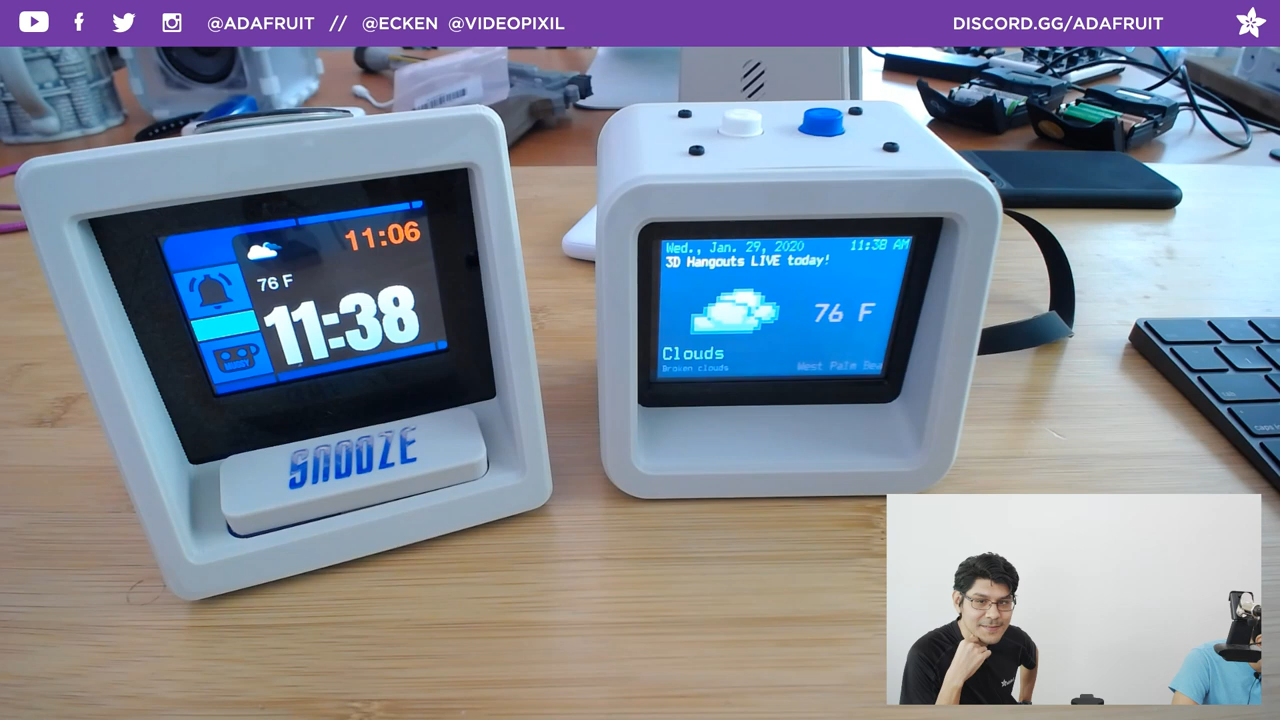 @ADAFRUIT // @ECKEN @VIDEOPIXIL
DISCORD.GG/ADAFRUIT
11:06
76 F
11:38
SNOOZE
Wed., Jan. 29, 2020 11:38 AM
3D Hangouts LIVE today!
76 F
Clouds
Broken clouds
West Palm Bea
caps